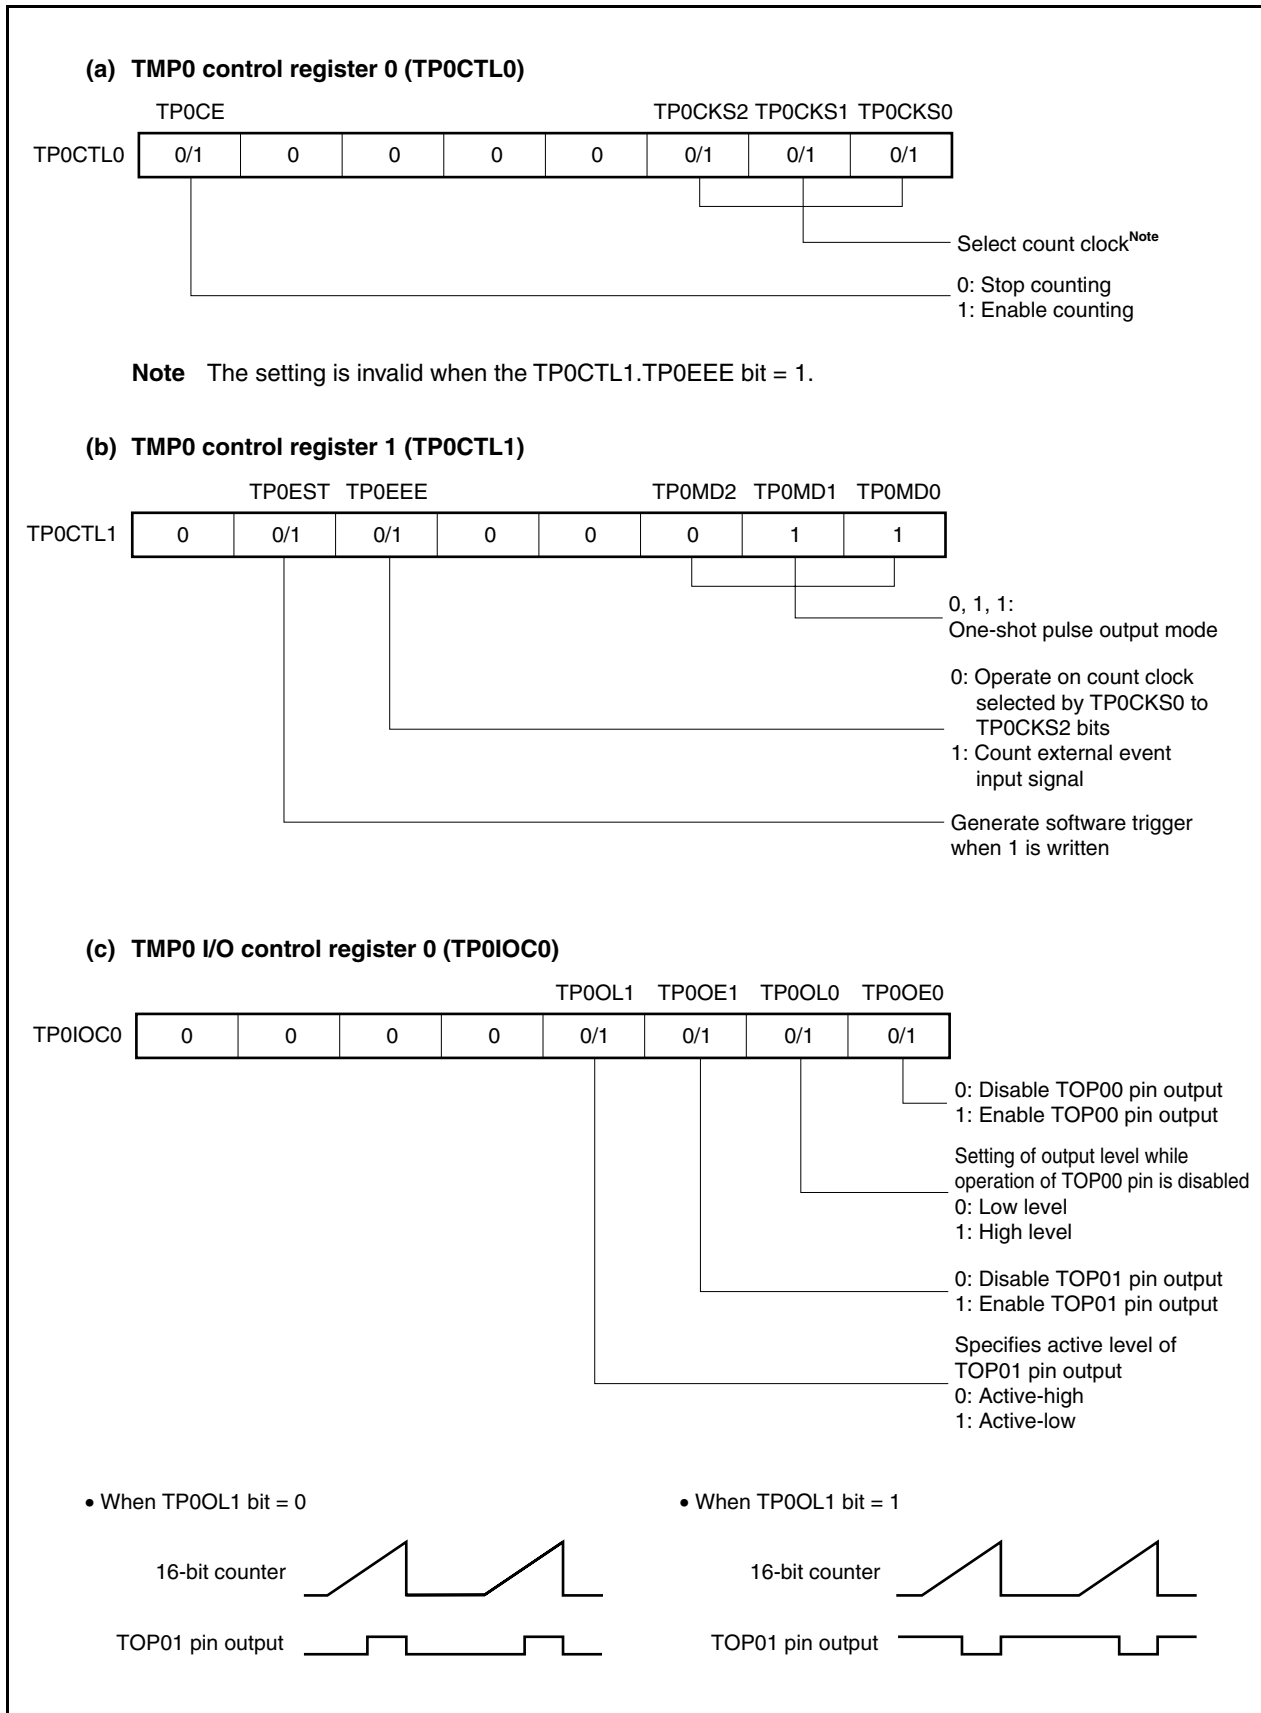 (a) TMP0 control register 0 (TP0CTL0)
TP0CE TP0CKS2 TP0CKS1 TP0CKS0
TP0CTL0 0/1 0 0 0 0 0/1 0/1 0/1
Select count clockNote
0: Stop counting
1: Enable counting
Note The setting is invalid when the TP0CTL1.TP0EEE bit = 1.
(b) TMP0 control register 1 (TP0CTL1)
TP0EST TP0EEE TP0MD2 TP0MD1 TP0MD0
TP0CTL1 0 0/1 0/1 0 0 0 1 1
0, 1, 1:
One-shot pulse output mode
0: Operate on count clock
selected by TP0CKS0 to
TP0CKS2 bits
1: Count external event
input signal
Generate software trigger
when 1 is written
(c) TMP0 I/O control register 0 (TP0IOC0)
TP0OL1 TP0OE1 TP0OL0 TP0OE0
TP0IOC0 0 0 0 0 0/1 0/1 0/1 0/1
0: Disable TOP00 pin output
1: Enable TOP00 pin output
Setting of output level while
operation of TOP00 pin is disabled
0: Low level
1: High level
0: Disable TOP01 pin output
1: Enable TOP01 pin output
Specifies active level of
TOP01 pin output
0: Active-high
1: Active-low
• When TP0OL1 bit = 0
16-bit counter
TOP01 pin output
• When TP0OL1 bit = 1
16-bit counter
TOP01 pin output